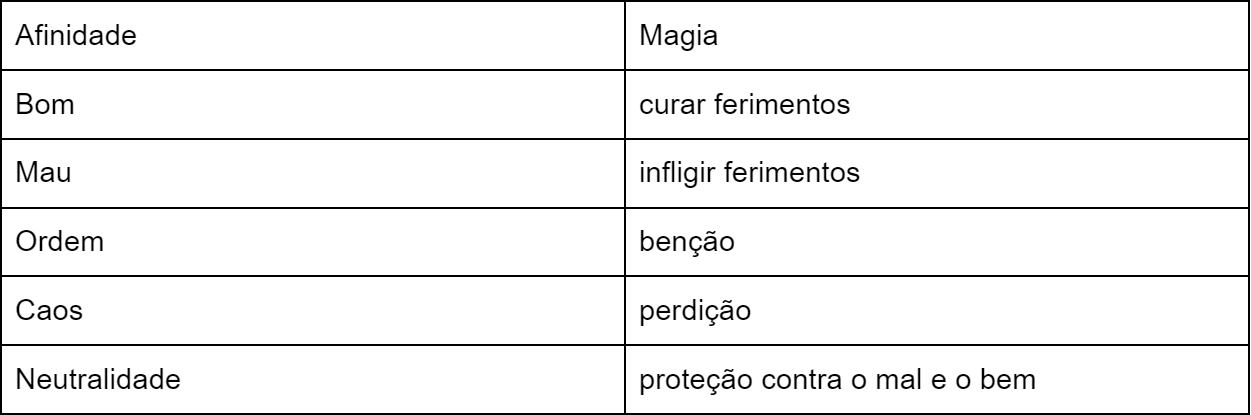 Afinidade Magia
Bom curar ferimentos
Mau infligir ferimentos
Ordem benção
Caos perdição
Neutralidade proteção contra o mal e o bem